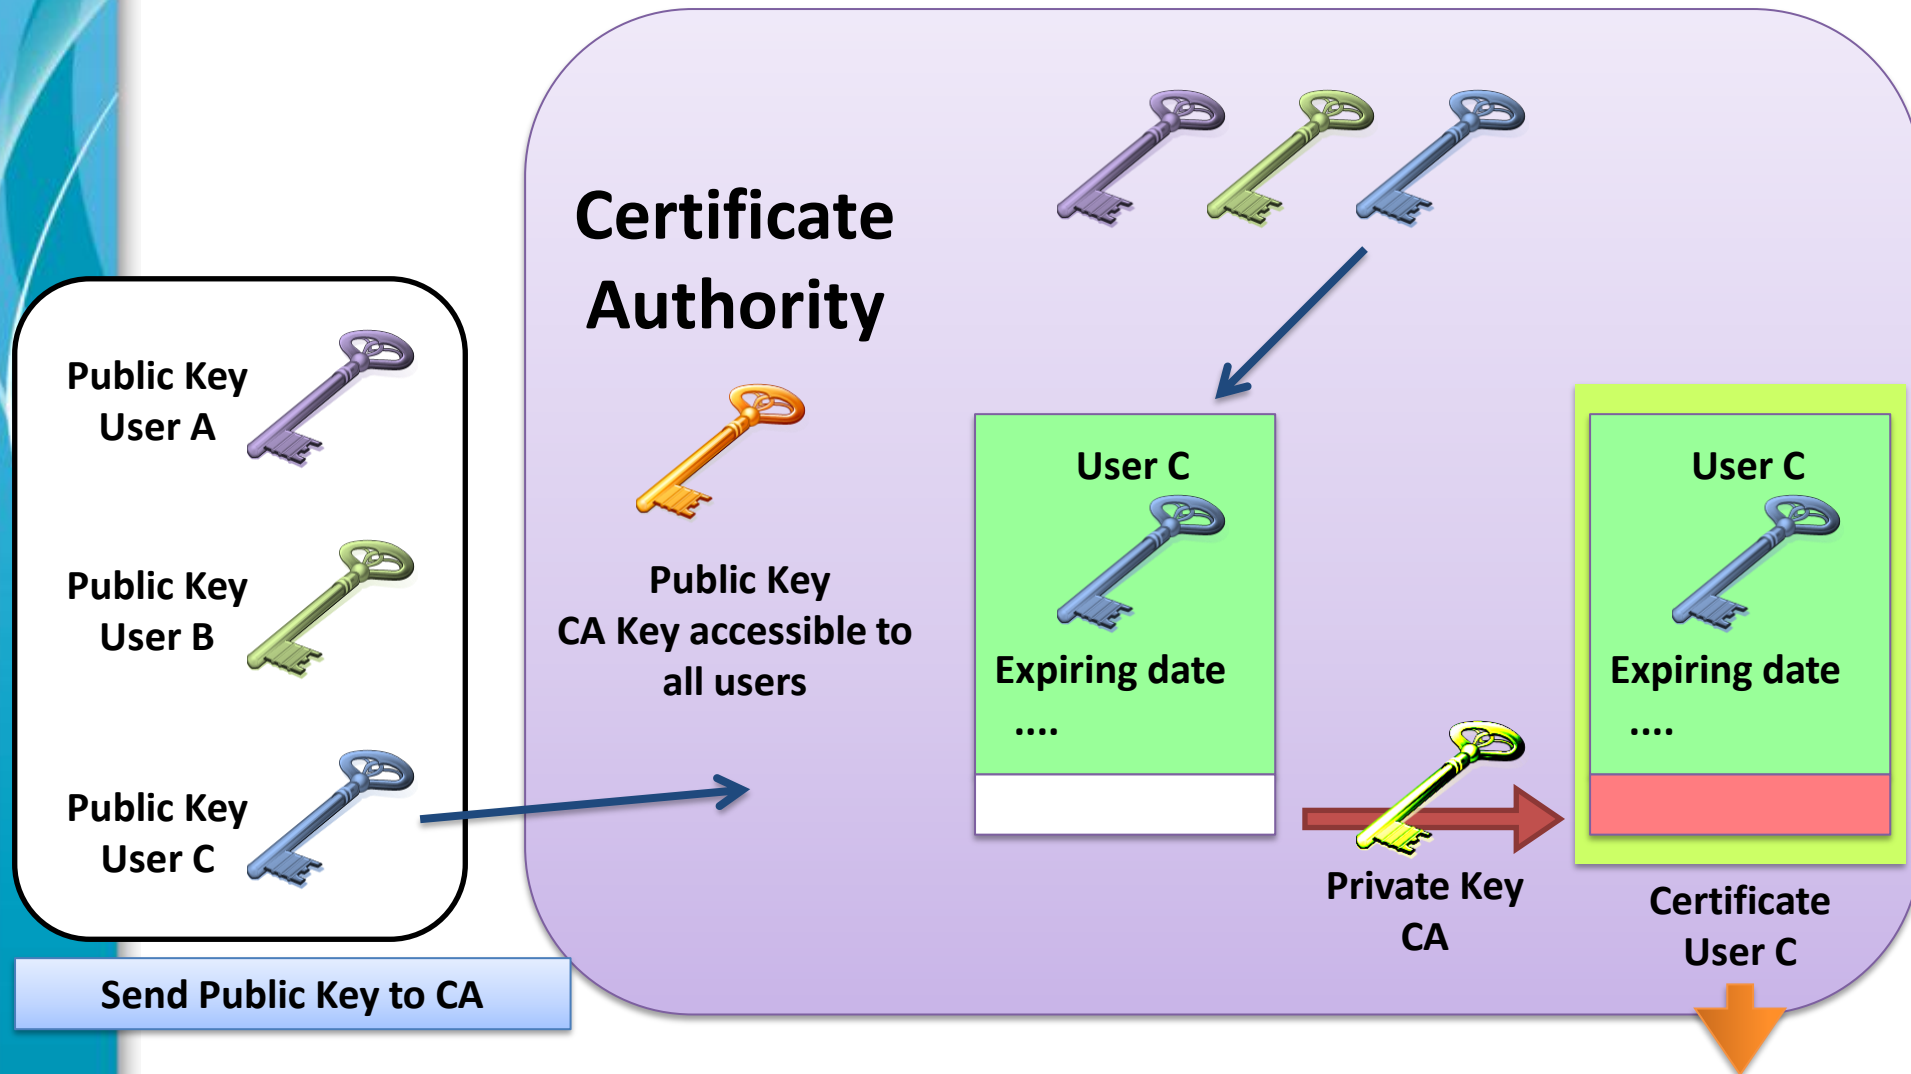 Certificate
Authority
Public Key
User A
Public Key
User B
Public Key
User C
Send Public Key to CA
Public Key
CA Key accessible to
all users
User C
Expiring date
....
Private Key
CA
User C
Expiring date
....
Certificate
User C